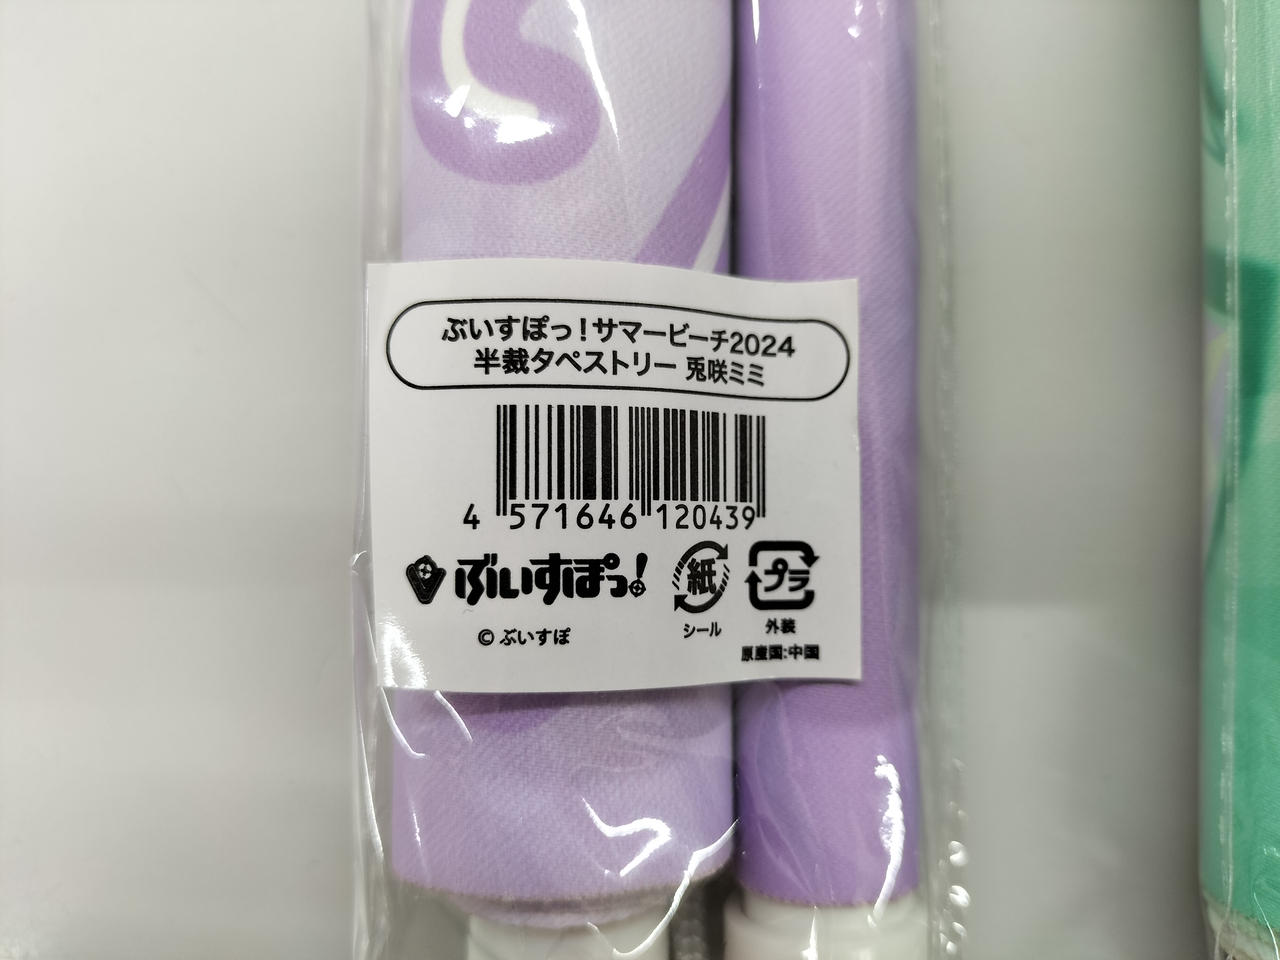 ぶいすぽっ！サマービーチ2024
半裁タペストリー 兎咲ミミ
4 571646 120439
ぶいすぽっ！
紙
シール
プラ
外装
© ぶいすぽ
原産国:中国